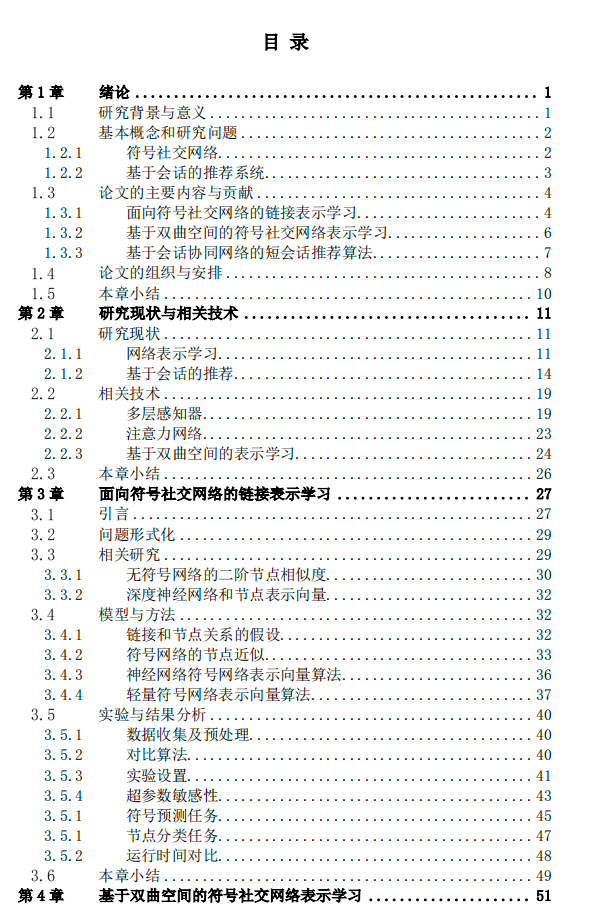 目 录
第 1 章 绪论 1
1.1 研究背景与意义 1
1.2 基本概念和研究问题 2
1.2.1 符号社交网络 2
1.2.2 基于会话的推荐系统 3
1.3 论文的主要内容与贡献 4
1.3.1 面向符号社交网络的链接表示学习 4
1.3.2 基于双曲空间的符号社交网络表示学习 6
1.3.3 基于会话协同网络的短会话推荐算法 7
1.4 论文的组织与安排 8
1.5 本章小结 10
第 2 章 研究现状与相关技术 11
2.1 研究现状 11
2.1.1 网络表示学习 11
2.1.2 基于会话的推荐 14
2.2 相关技术 19
2.2.1 多层感知器 19
2.2.2 注意力网络 23
2.2.3 基于双曲空间的表示学习 24
2.3 本章小结 26
第 3 章 面向符号社交网络的链接表示学习 27
3.1 引言 27
3.2 问题形式化 29
3.3 相关研究 29
3.3.1 无符号网络的二阶节点相似度 30
3.3.2 深度神经网络和节点表示向量 32
3.4 模型与方法 32
3.4.1 链接和节点关系的假设 32
3.4.2 符号网络的节点近似 33
3.4.3 神经网络符号网络表示向量算法 36
3.4.4 轻量符号网络表示向量算法 37
3.5 实验与结果分析 40
3.5.1 数据收集及预处理 40
3.5.2 对比算法 40
3.5.3 实验设置 41
3.5.4 超参数敏感性 43
3.5.1 符号预测任务 45
3.5.1 节点分类任务 47
3.5.2 运行时间对比 48
3.6 本章小结 49
第 4 章 基于双曲空间的符号社交网络表示学习 51